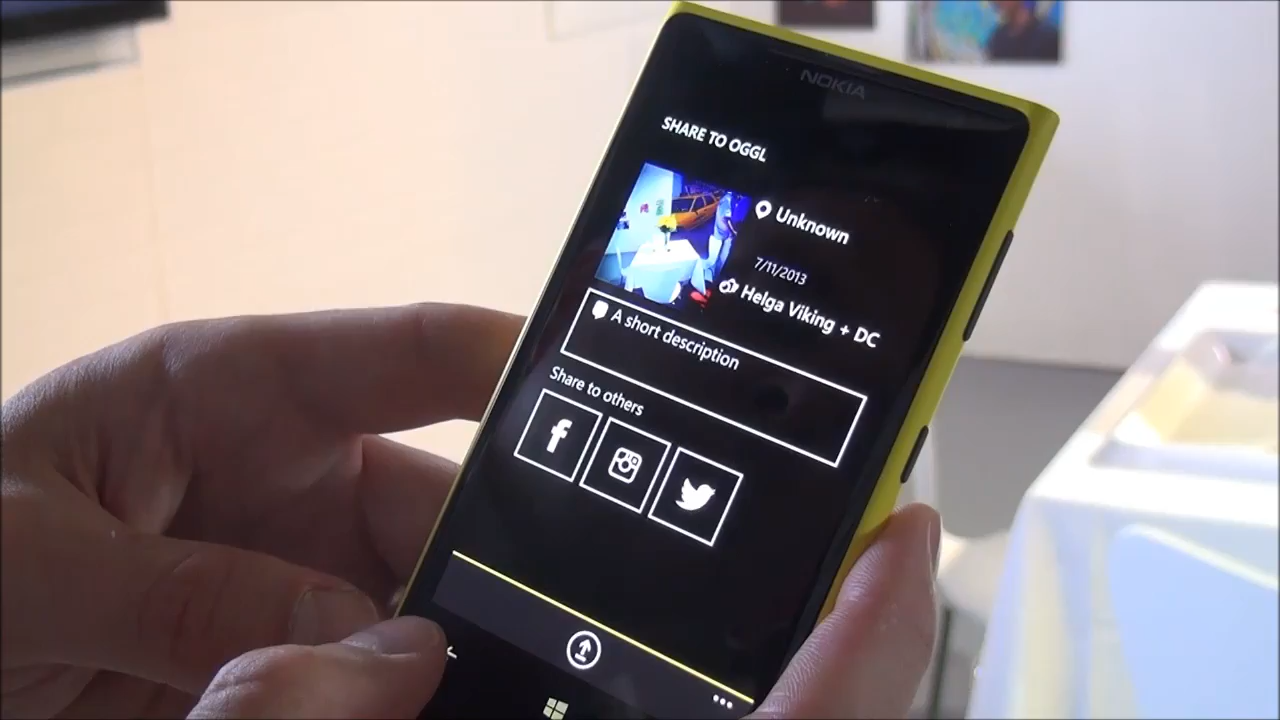 NOKIA
SHARE TO OGGL
Unknown
7/11/2013
Helga Viking + DC
A short description
Share to others